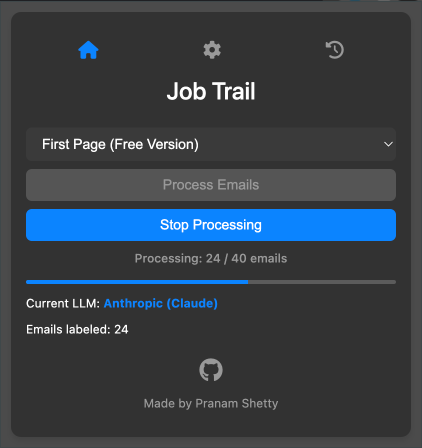 Job Trail
First Page (Free Version)
Process Emails
Stop Processing
Processing: 24 / 40 emails
Current LLM: Anthropic (Claude)
Emails labeled: 24
Made by Pranam Shetty